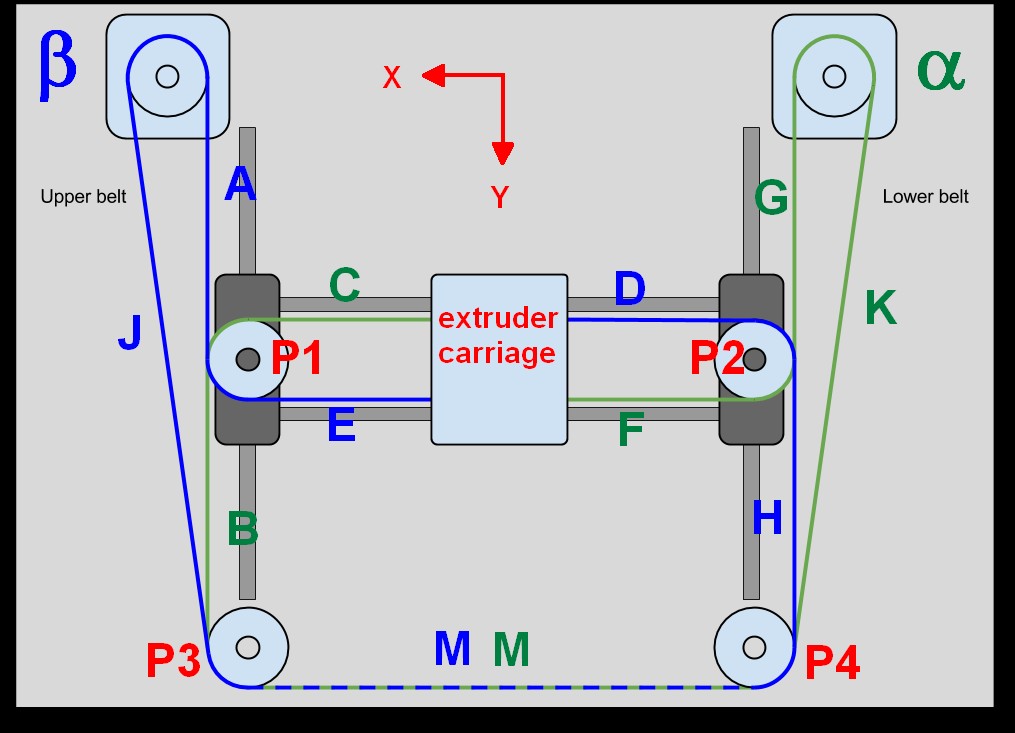 β
X
α
Y
Upper belt
A
G
Lower belt
C
D
J
extruder
carriage
K
P1
P2
E
F
B
H
P3
M M
P4